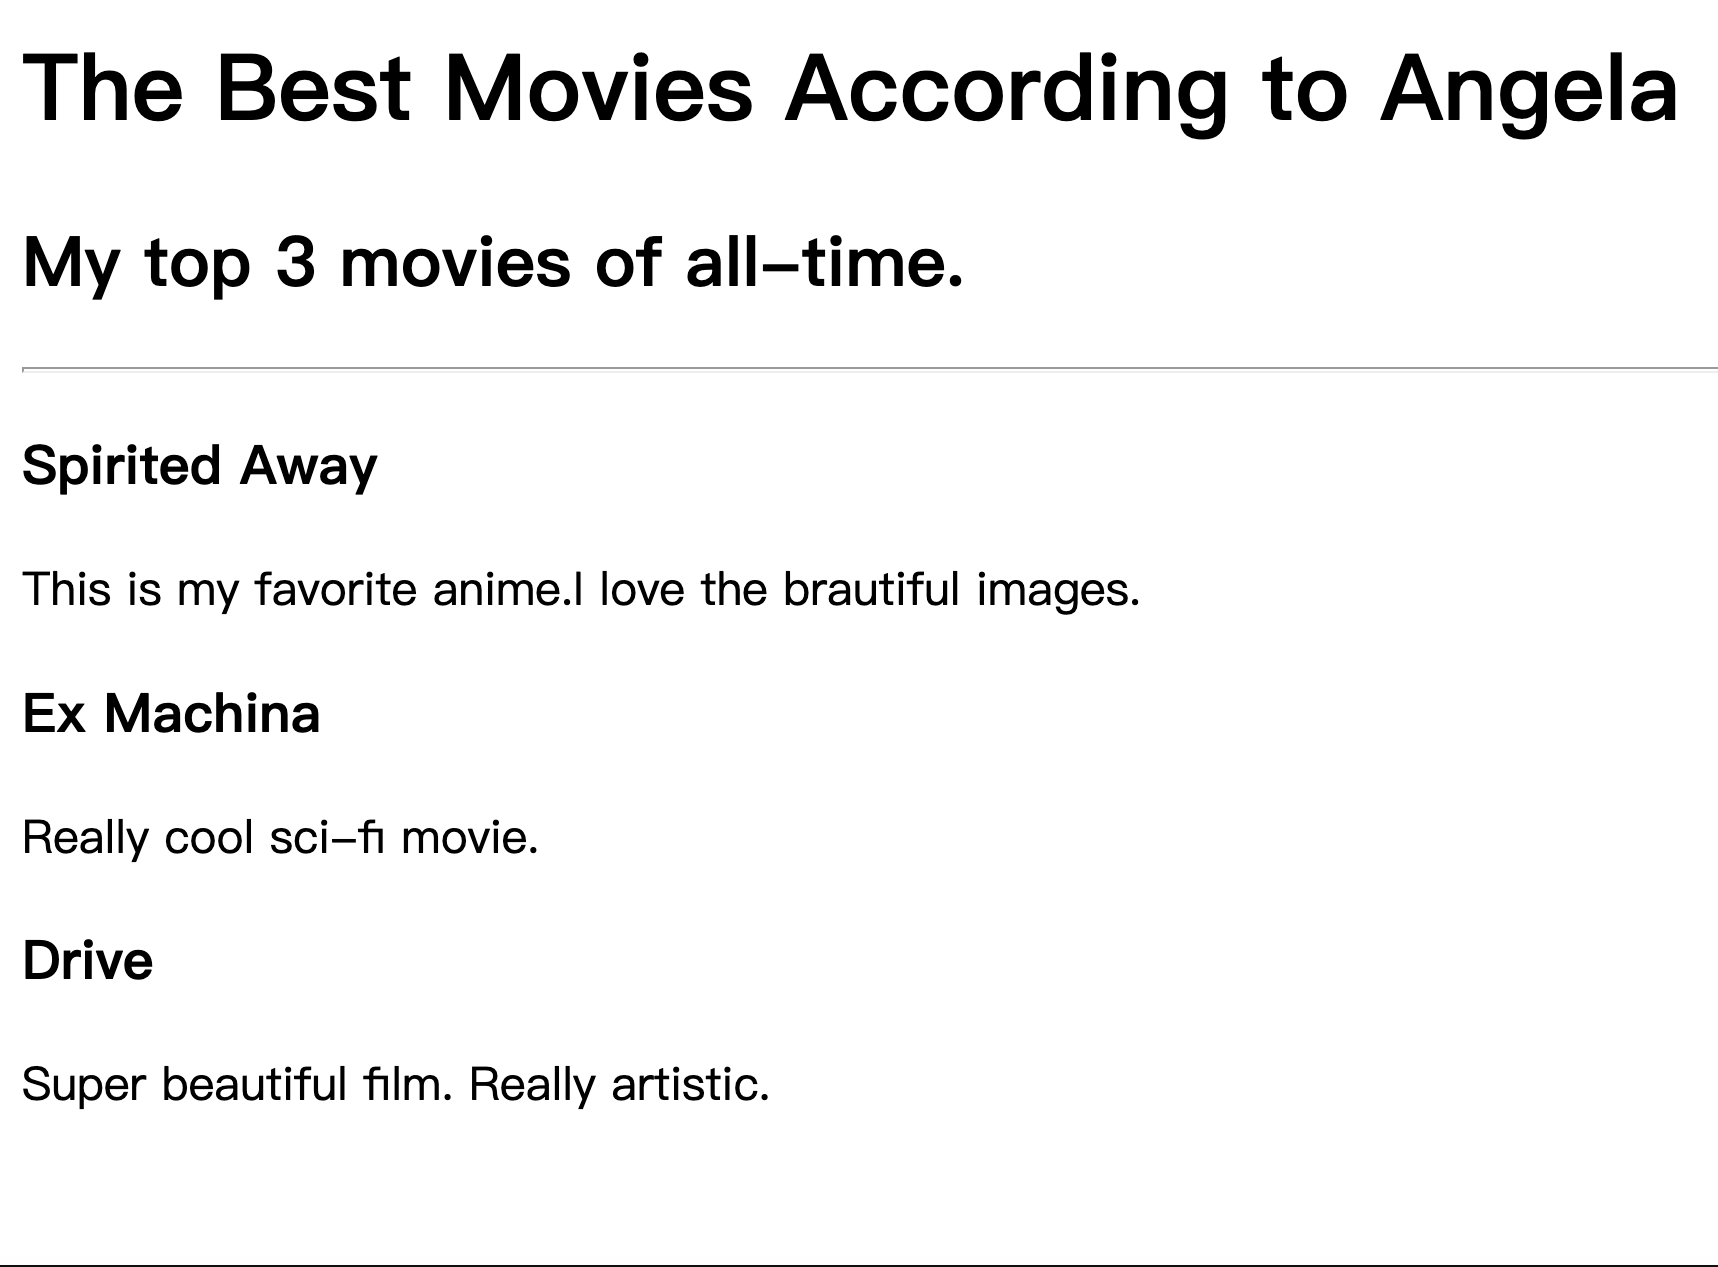 The Best Movies According to Angela
My top 3 movies of all-time.
Spirited Away
This is my favorite anime.I love the brautiful images.
Ex Machina
Really cool sci-fi movie.
Drive
Super beautiful film. Really artistic.